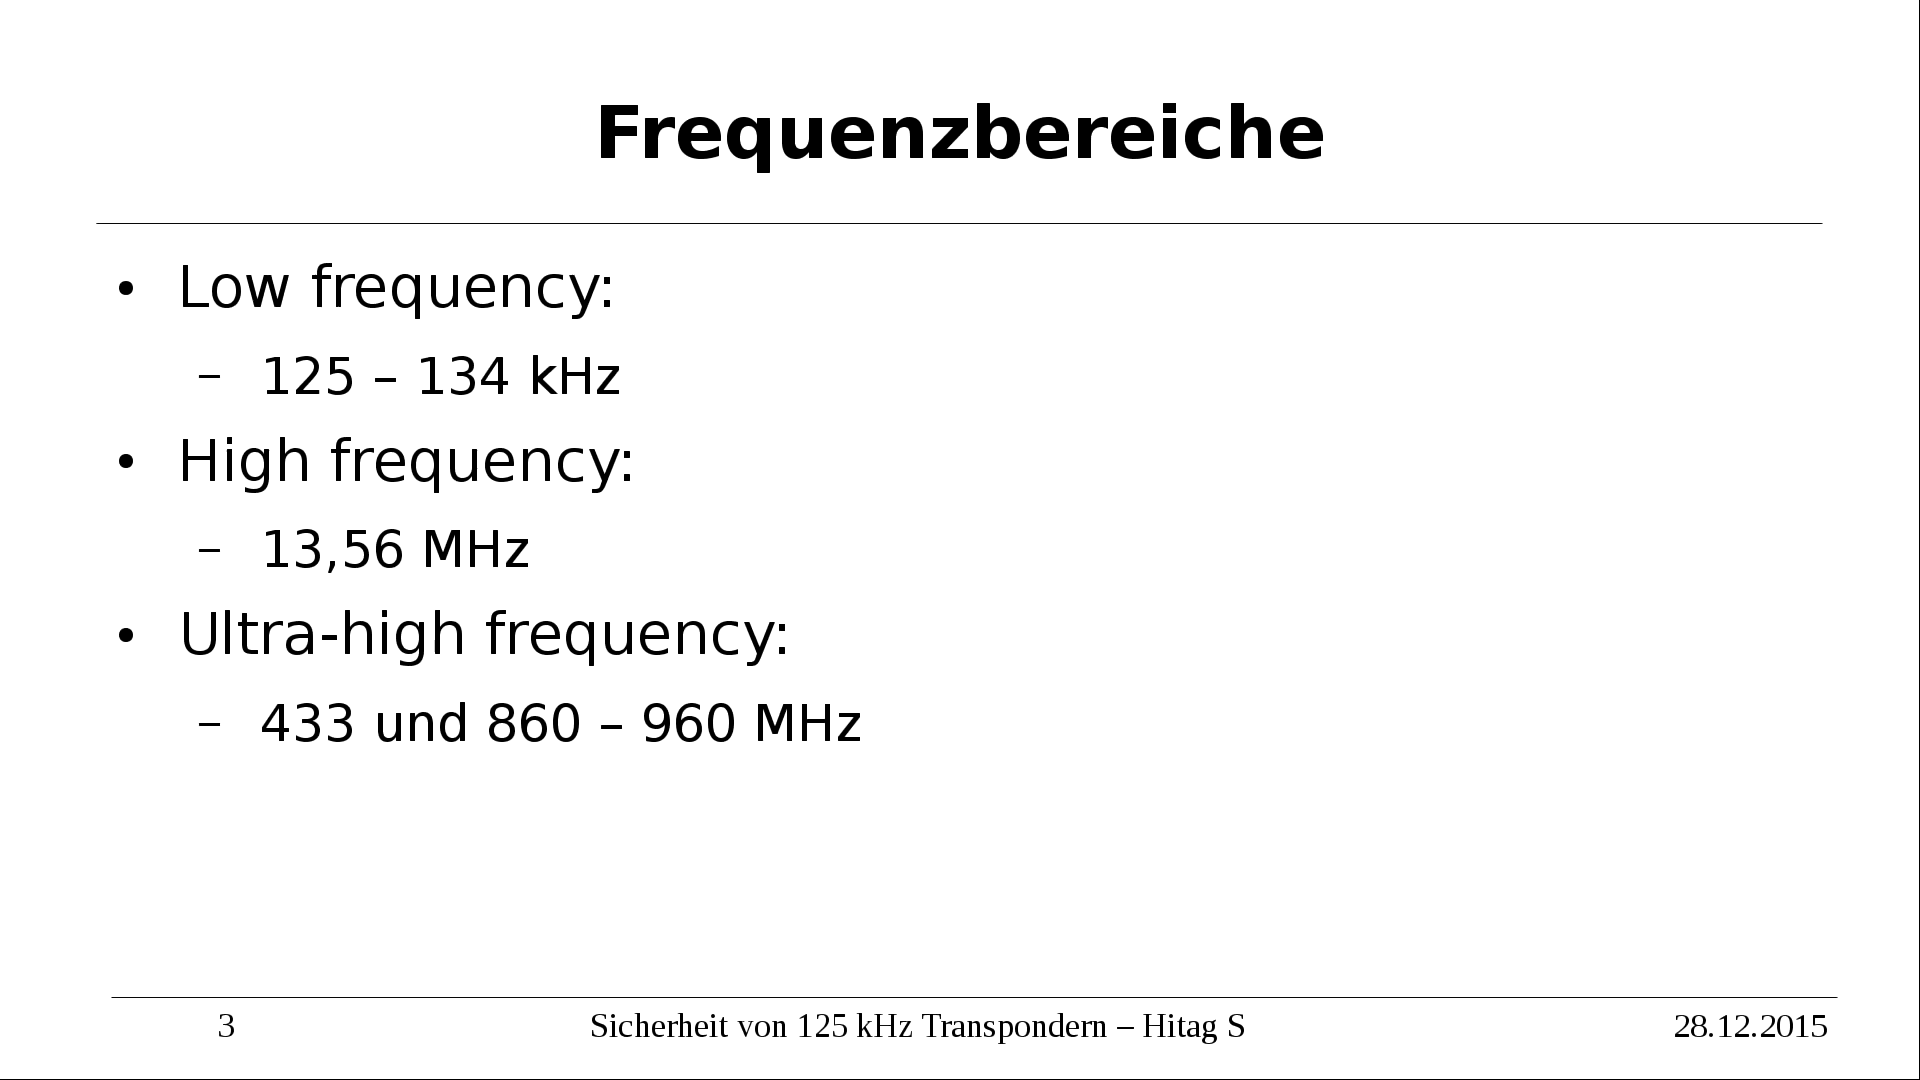 Frequenzbereiche
• Low frequency:
– 125 – 134 kHz
• High frequency:
– 13,56 MHz
• Ultra-high frequency:
– 433 und 860 – 960 MHz
3 Sicherheit von 125 kHz Transpondern – Hitag S 28.12.2015